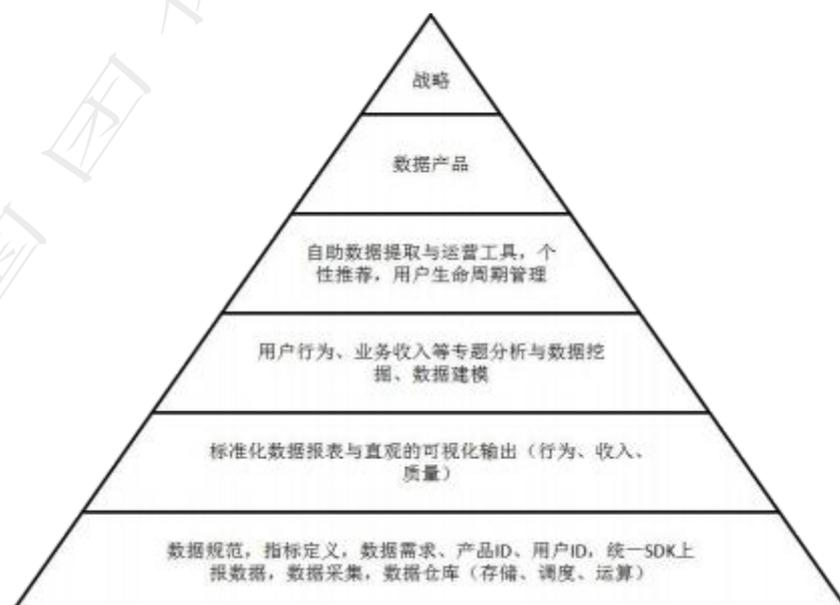 战略
数据产品
自助数据提取与运营工具，个
性推荐，用户生命周期管理
用户行为、业务收入等专题分析与数据挖
掘、数据建模
标准化数据报表与直观的可视化输出（行为、收入、
质量）
数据规范，指标定义，数据需求、产品ID、用户ID，统一SDK上
报数据，数据采集，数据仓库（存储、调度、运算）